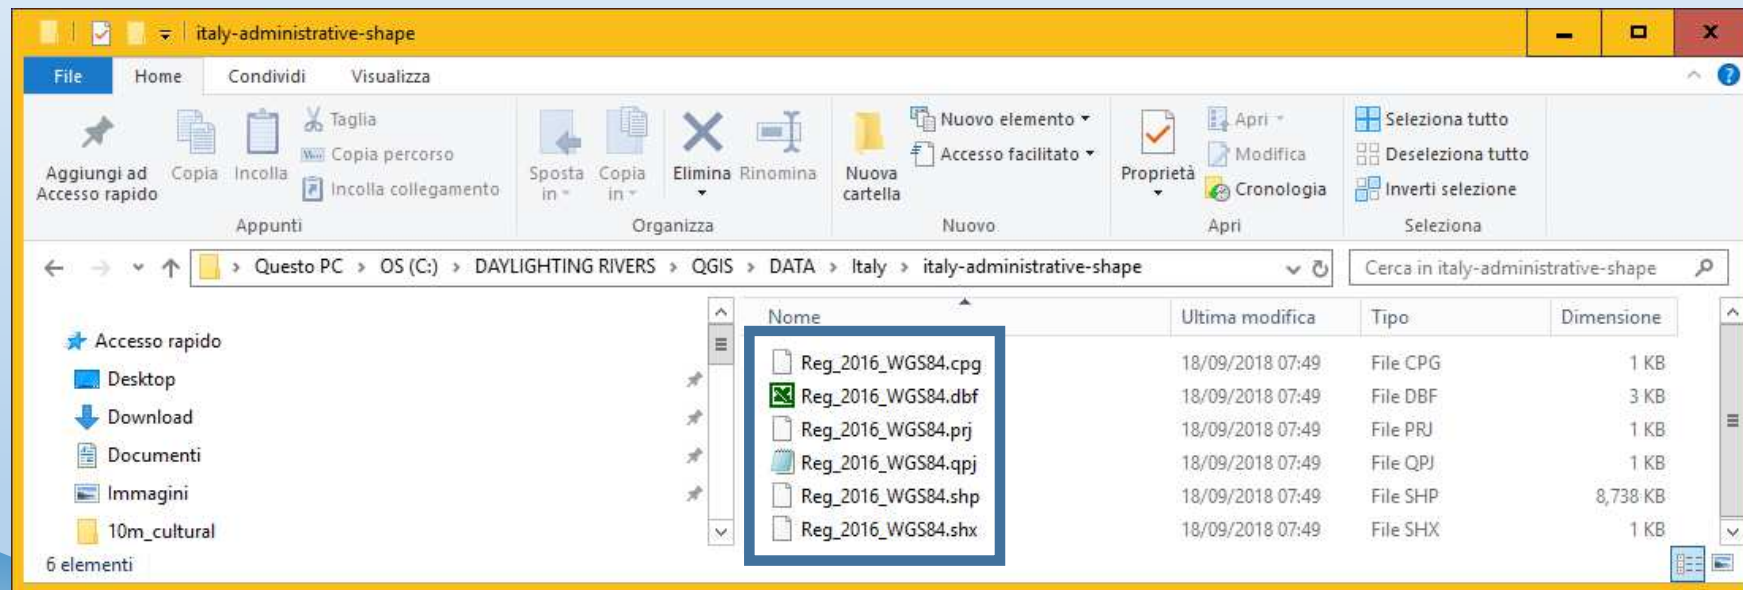 italy-administrative-shape
File Home Condividi Visualizza
Aggiungi ad
Accesso rapido
Copia
Incolla
Taglia
Copia percorso
Incolla collegamento
Appunti
Sposta
in
Copia
in
Elimina
Rinomina
Organizza
Nuova
cartella
Nuovo elemento
Accesso facilitato
Nuovo
Proprietà
Apri
Modifica
Cronologia
Apri
Seleziona tutto
Deseleziona tutto
Inverti selezione
Seleziona
Questo PC > OS (C:) > DAYLIGHTING RIVERS > QGIS > DATA > Italy > italy-administrative-shape
Cerca in italy-administrative-shape
Accesso rapido
Desktop
Download
Documenti
Immagini
10m_cultural
Nome Ultima modifica Tipo Dimensione
Reg_2016_WGS84.cpg 18/09/2018 07:49 File CPG 1 KB
Reg_2016_WGS84.dbf 18/09/2018 07:49 File DBF 3 KB
Reg_2016_WGS84.prj 18/09/2018 07:49 File PRJ 1 KB
Reg_2016_WGS84.qpj 18/09/2018 07:49 File QPJ 1 KB
Reg_2016_WGS84.shp 18/09/2018 07:49 File SHP 8,738 KB
Reg_2016_WGS84.shx 18/09/2018 07:49 File SHX 1 KB
6 elementi